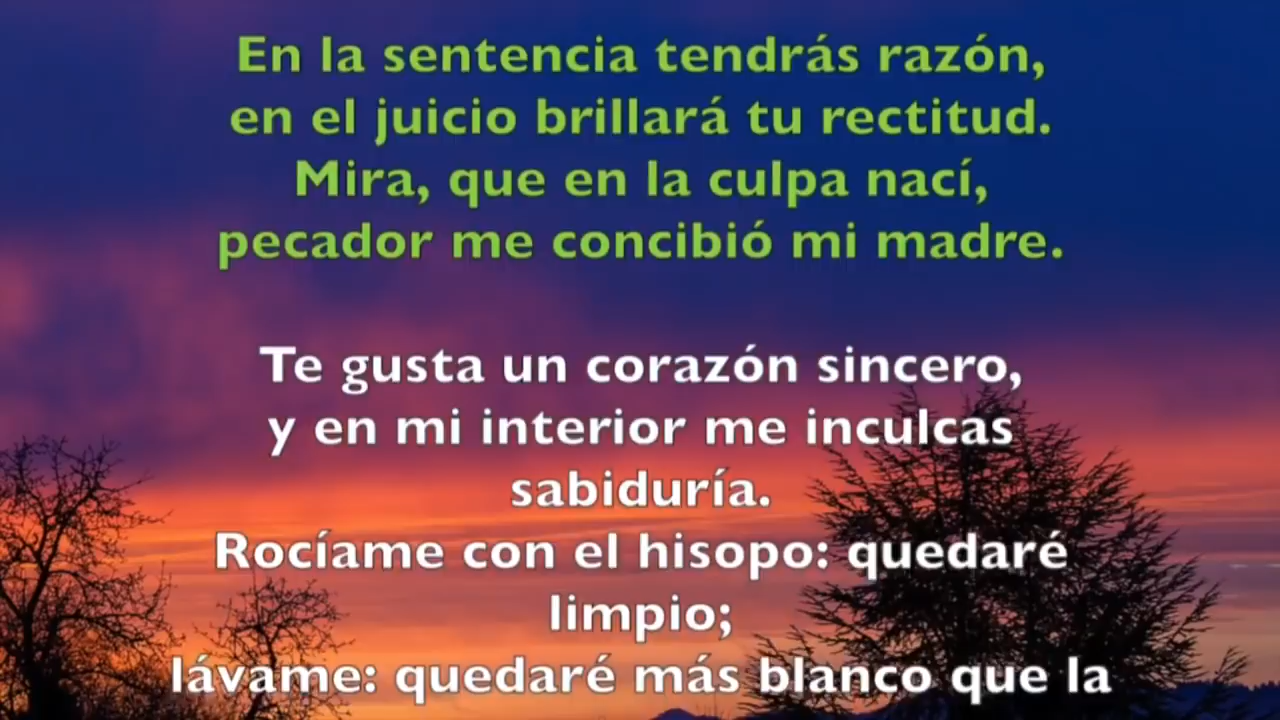 En la sentencia tendrás razón,
en el juicio brillará tu rectitud.
Mira, que en la culpa nací,
pecador me concibió mi madre.
Te gusta un corazón sincero,
y en mi interior me inculcas
sabiduría.
Rocíame con el hisopo: quedaré
limpio;
lávame: quedaré más blanco que la